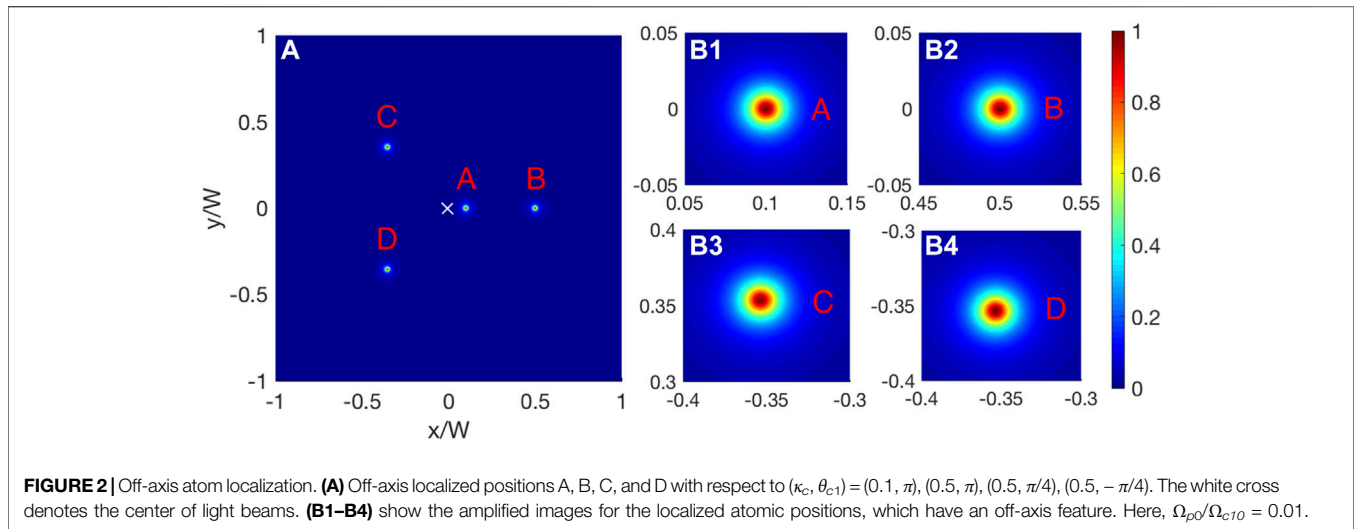 A
1
0.5
0
-0.5
-1
y/W
-1
-0.5
0
0.5
1
x/W
C
A
B
D
B1
0.05
0
-0.05
0.05
0.1
0.15
A
B2
0.05
0
-0.05
0.45
0.5
0.55
B
B3
0.4
0.35
0.3
-0.4
-0.35
-0.3
C
B4
-0.3
-0.35
-0.4
-0.4
-0.35
-0.3
D
1
0.8
0.6
0.4
0.2
0
FIGURE 2 | Off-axis atom localization. (A) Off-axis localized positions A, B, C, and D with respect to (κc, θc1) = (0.1, π), (0.5, π), (0.5, π/4), (0.5, − π/4). The white cross
denotes the center of light beams. (B1–B4) show the amplified images for the localized atomic positions, which have an off-axis feature. Here, Ωp0/Ωc10 = 0.01.